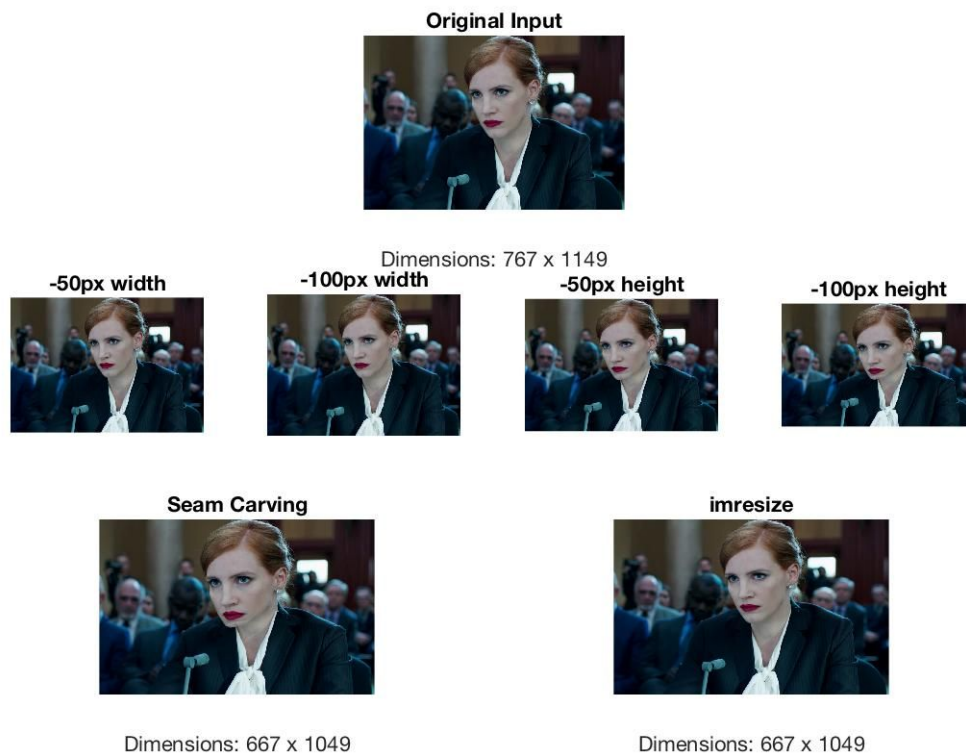 Original Input
Dimensions: 767 x 1149
-50px width
-100px width
-50px height
-100px height
Seam Carving
imresize
Dimensions: 667 x 1049
Dimensions: 667 x 1049